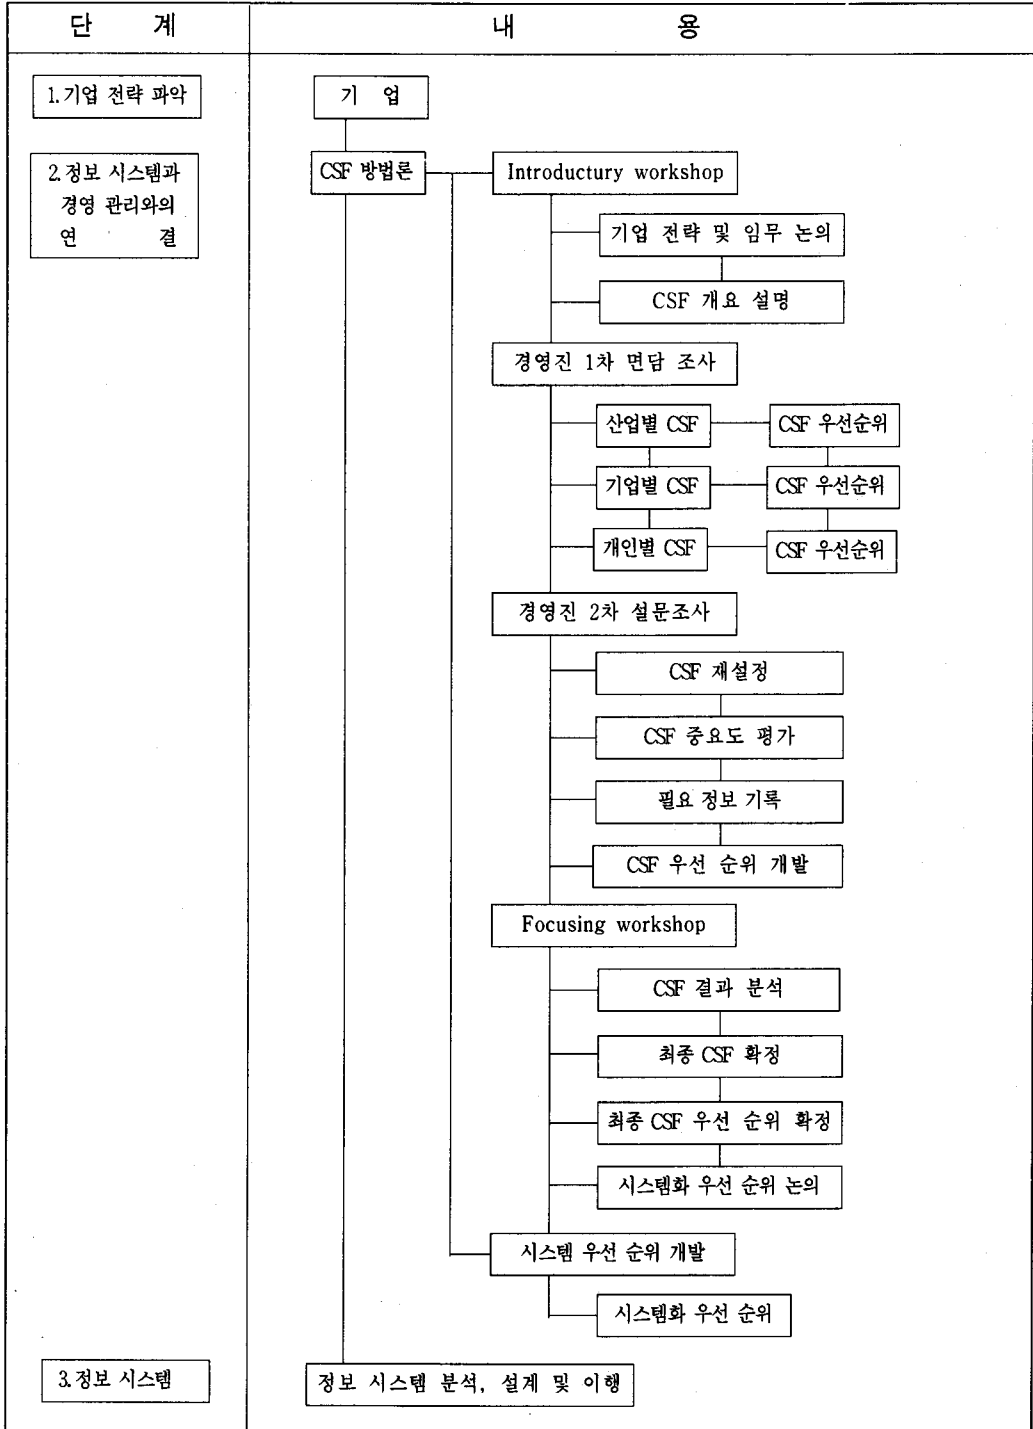 단 계 내 용
1.기업 전략 파악 기 업
2.정보 시스템과
경영 관리와의
연 결
CSF 방법론 Introductury workshop
기업 전략 및 임무 논의
CSF 개요 설명
경영진 1차 면담 조사
산업별 CSF CSF 우선순위
기업별 CSF CSF 우선순위
개인별 CSF CSF 우선순위
경영진 2차 설문조사
CSF 재설정
CSF 중요도 평가
필요 정보 기록
CSF 우선 순위 개발
Focusing workshop
CSF 결과 분석
최종 CSF 확정
최종 CSF 우선 순위 확정
시스템화 우선 순위 논의
시스템 우선 순위 개발
시스템화 우선 순위
3.정보 시스템 정보 시스템 분석, 설계 및 이행